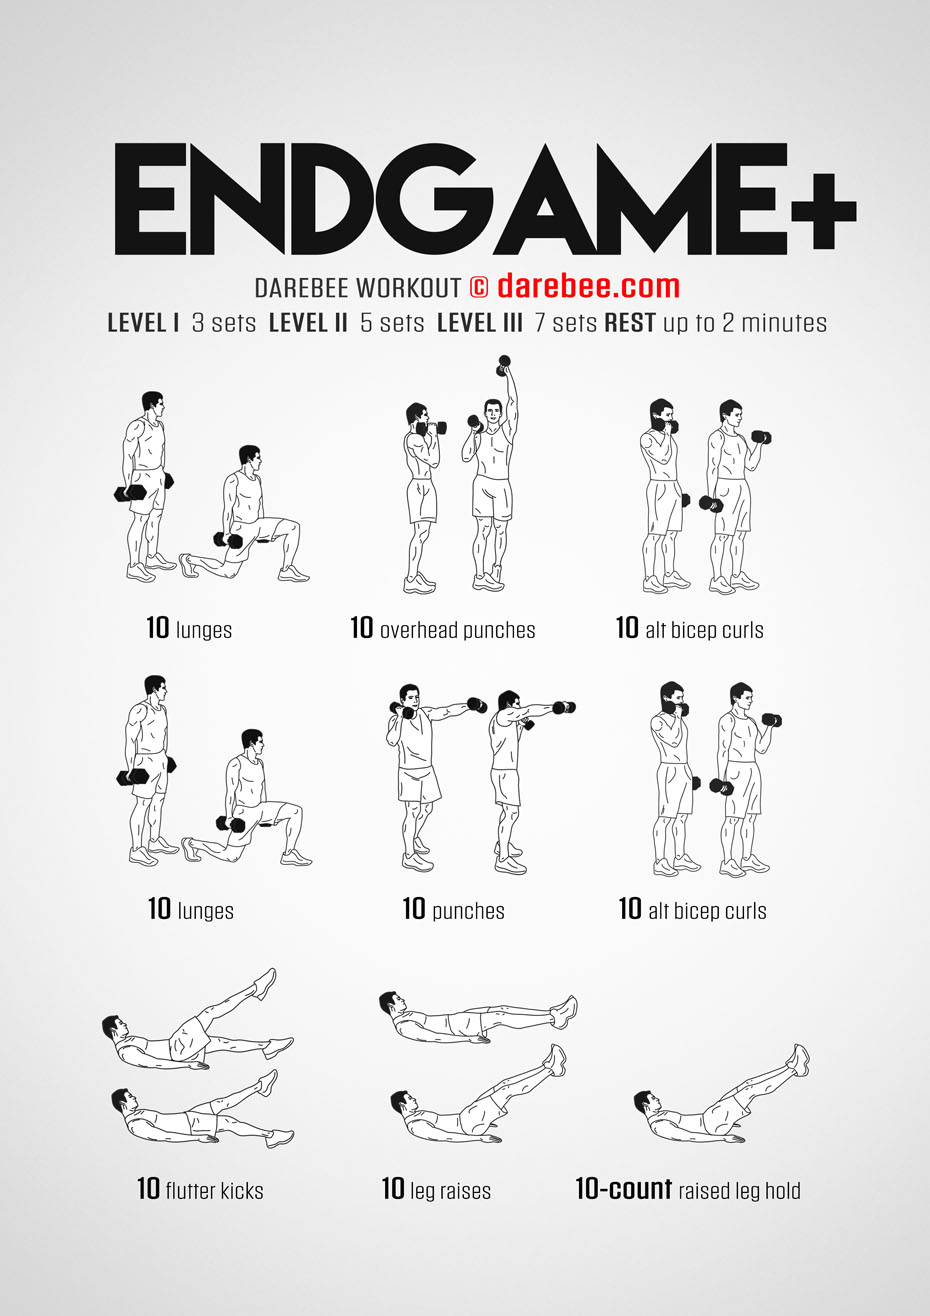 ENDGAME+
DAREBEE WORKOUT © darebee.com
LEVEL I 3 sets LEVEL II 5 sets LEVEL III 7 sets REST up to 2 minutes
10 lunges
10 overhead punches
10 alt bicep curls
10 lunges
10 punches
10 alt bicep curls
10 flutter kicks
10 leg raises
10-count raised leg hold